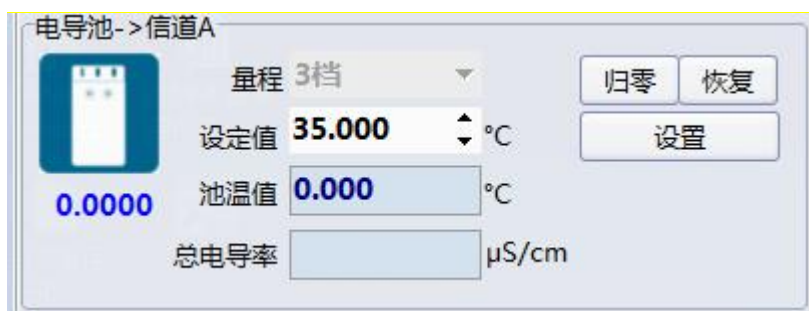 电导池->信道A
量程 3档 归零 恢复
设定值 35.000 °C 设置
0.0000 池温值 0.000 °C
总电导率 µS/cm